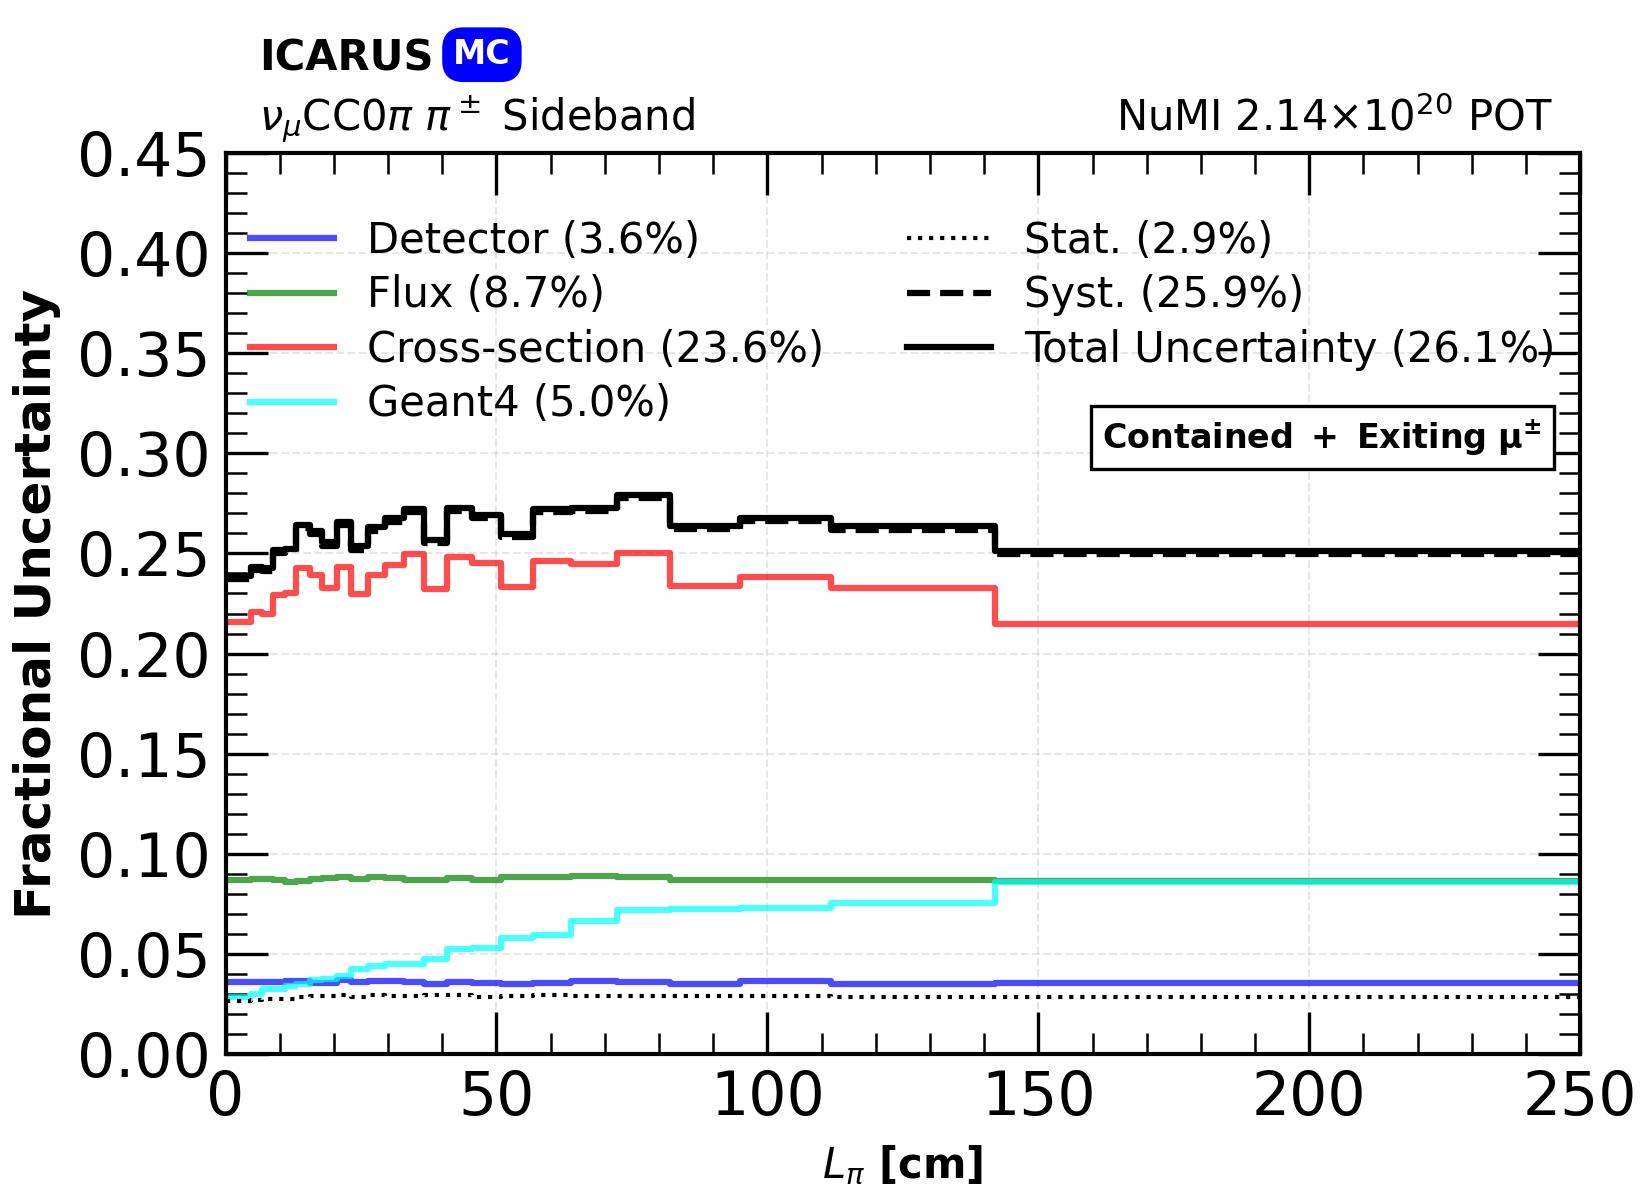 ICARUS MC
νμCC0π π± Sideband
NuMI 2.14×10²⁰ POT
Detector (3.6%)
Flux (8.7%)
Cross-section (23.6%)
Geant4 (5.0%)
Stat. (2.9%)
Syst. (25.9%)
Total Uncertainty (26.1%)
Contained + Exiting μ±
Fractional Uncertainty
0.45
0.40
0.35
0.30
0.25
0.20
0.15
0.10
0.05
0.00
0 50 100 150 200 250
Lπ [cm]